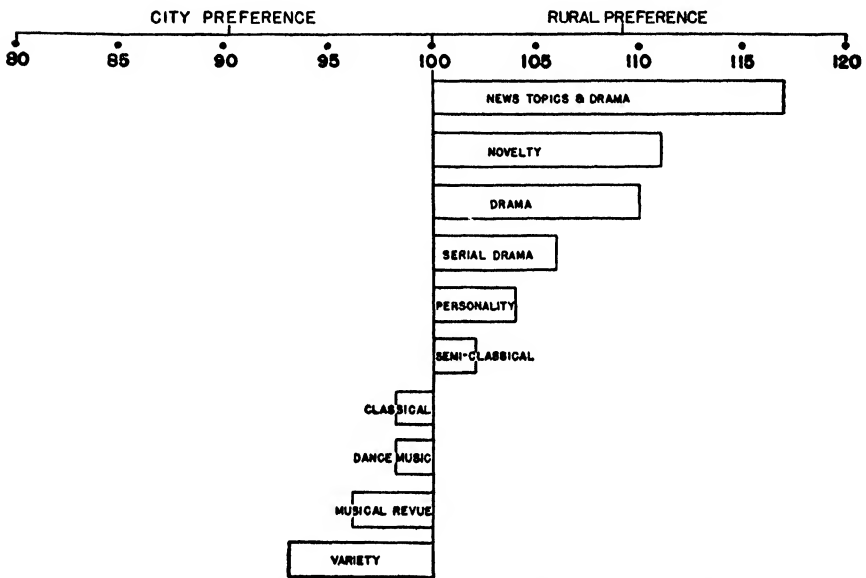 CITY PREFERENCE RURAL PREFERENCE
80 85 90 95 100 105 110 115 120
NEWS TOPICS & DRAMA
NOVELTY
DRAMA
SERIAL DRAMA
PERSONALITY
SEMI-CLASSICAL
CLASSICAL
DANCE MUSIC
MUSICAL REVUE
VARIETY